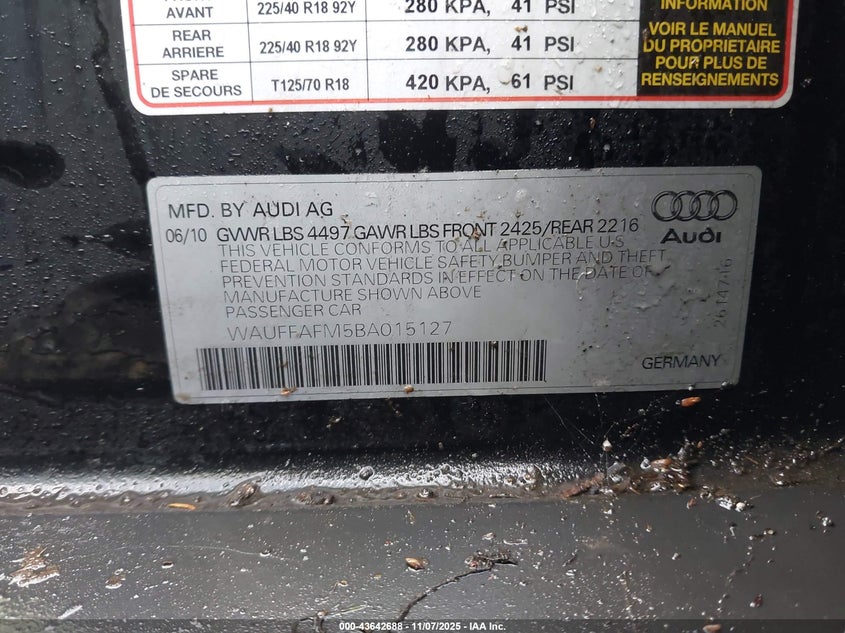 AVANT 225/40 R18 92Y 280 KPA, 41 PSI
REAR
ARRIERE 225/40 R18 92Y 280 KPA, 41 PSI
SPARE
DE SECOURS T125/70 R18 420 KPA, 61 PSI
INFORMATION
VOIR LE MANUEL
DU PROPRIETAIRE
POUR PLUS DE
RENSEIGNEMENTS
MFD. BY AUDI AG
06/10 GVWR LBS 4497 GAWR LBS FRONT 2425/REAR 2216
THIS VEHICLE CONFORMS TO ALL APPLICABLE U.S
FEDERAL MOTOR VEHICLE SAFETY, BUMPER AND THEFT
PREVENTION STANDARDS IN EFFECT ON THE DATE OF
MANUFACTURE SHOWN ABOVE
PASSENGER CAR
WAUFFAFM5BA015127
Audi
2614716
GERMANY
000-43642688 - 11/07/2025 - IAA Inc.